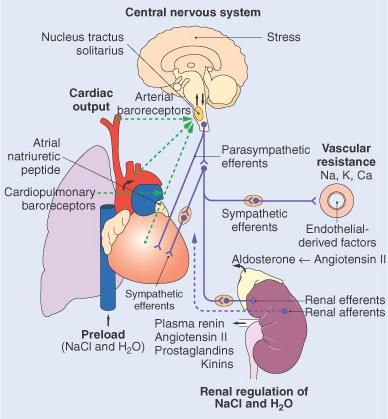 Central nervous system
Nucleus tractus
solitarius
Stress
Cardiac
output
Arterial
baroreceptors
Atrial
natriuretic
peptide
Parasympathetic
efferents
Vascular
resistance
Na, K, Ca
Cardiopulmonary
baroreceptors
Sympathetic
efferents
Endothelial-
derived factors
Aldosterone ← Angiotensin II
Sympathetic
efferents
Renal efferents
Renal afferents
Preload
(NaCl and H₂O)
Plasma renin
Angiotensin II
Prostaglandins
Kinins
Renal regulation of
NaCl and H₂O